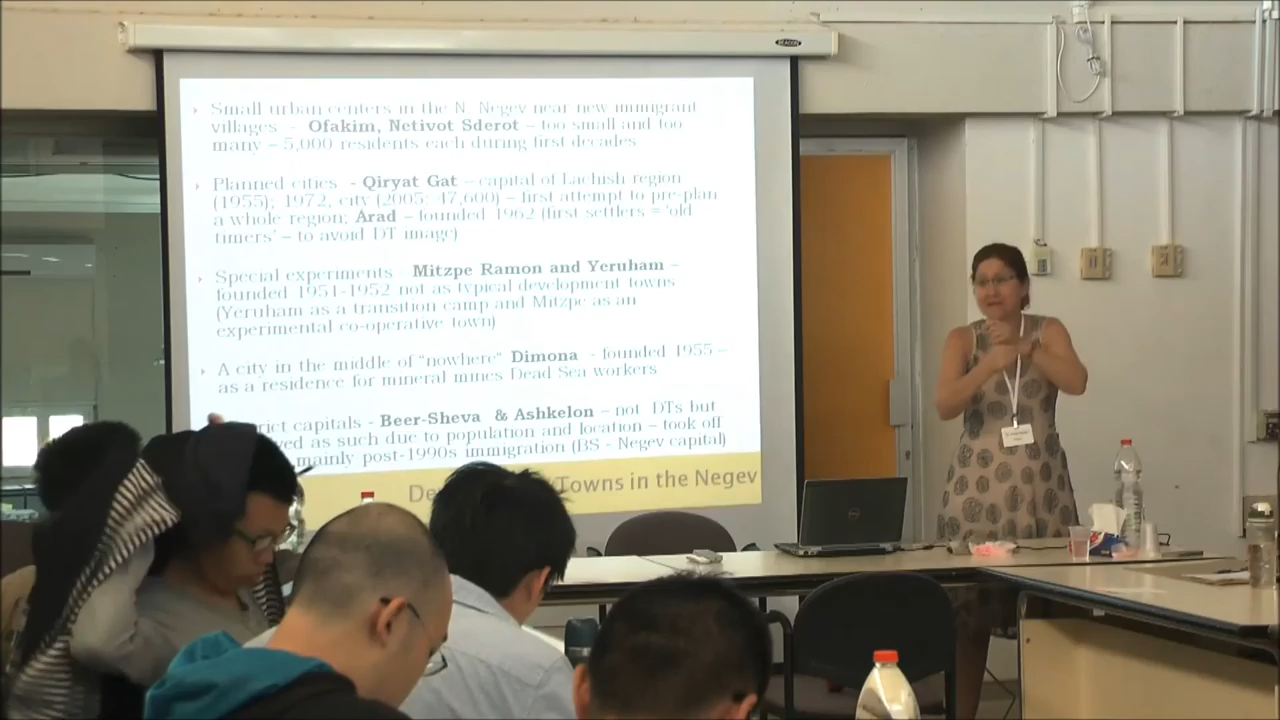 BEACON
Small urban centers in the N. Negev near new immigrant
villages - Ofakim, Netivot Sderot – too small and too
many – 5,000 residents each during first decades
Planned cities - Qiryat Gat – capital of Lachish region
(1955); 1972, city (2005: 47,600) – first attempt to pre-plan
a whole region; Arad – founded 1962 (first settlers = 'old
timers' – to avoid DT image)
Special experiments - Mitzpe Ramon and Yeruham –
founded 1951-1952 not as typical development towns
(Yeruham as a transition camp and Mitzpe as an
experimental co-operative town)
A city in the middle of "nowhere" Dimona - founded 1955 –
as a residence for mineral mines Dead Sea workers
rict capitals - Beer-Sheva & Ashkelon – not DTs but
ved as such due to population and location – took off
mainly post-1990s immigration (BS - Negev capital)
De Towns in the Negev
DELL